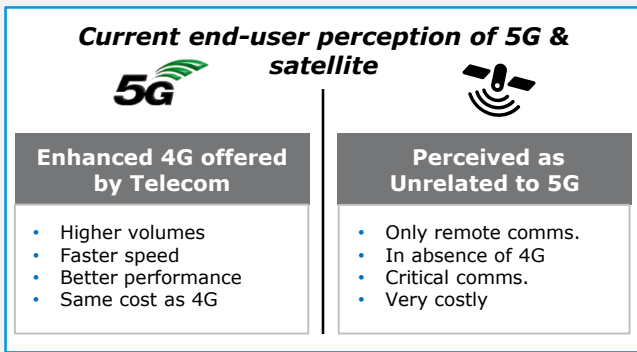 Current end-user perception of 5G &
satellite
5G
Enhanced 4G offered
by Telecom
• Higher volumes
• Faster speed
• Better performance
• Same cost as 4G
Perceived as
Unrelated to 5G
• Only remote comms.
• In absence of 4G
• Critical comms.
• Very costly